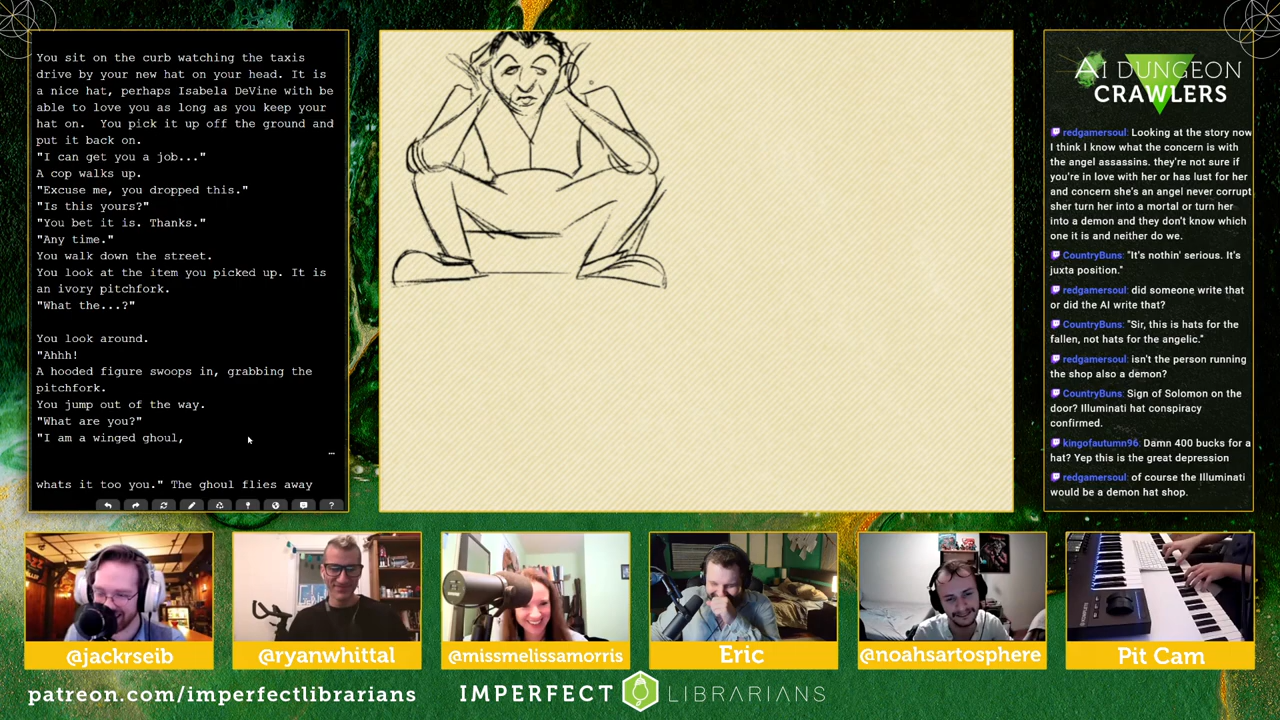 You sit on the curb watching the taxis
drive by your new hat on your head. It is
a nice hat, perhaps Isabela DeVine with be
able to love you as long as you keep your
hat on.  You pick it up off the ground and
put it back on.
"I can get you a job..."
A cop walks up.
"Excuse me, you dropped this."
"Is this yours?"
"You bet it is. Thanks."
"Any time."
You walk down the street.
You look at the item you picked up. It is
an ivory pitchfork.
"What the...?"
You look around.
"Ahhh!
A hooded figure swoops in, grabbing the
pitchfork.
You jump out of the way.
"What are you?"
"I am a winged ghoul,
…
whats it too you." The ghoul flies away
?
AI DUNGEON
CRAWLERS
redgamersoul: Looking at the story now
I think I know what the concern is with
the angel assassins. they're not sure if
you're in love with her or has lust for her
and concern she's an angel never corrupt
sher turn her into a mortal or turn her
into a demon and they don't know which
one it is and neither do we.
CountryBuns: "It's nothin' serious. It's
juxta position."
redgamersoul: did someone write that
or did the AI write that?
CountryBuns: "Sir, this is hats for the
fallen, not hats for the angelic."
redgamersoul: isn't the person running
the shop also a demon?
CountryBuns: Sign of Solomon on the
door? Illuminati hat conspiracy
confirmed.
kingofautumn96: Damn 400 bucks for a
hat? Yep this is the great depression
redgamersoul: of course the Illuminati
would be a demon hat shop.
@jackrseib
@ryanwhittal
@missmelissamorris
Eric
@noahsartosphere
Pit Cam
patreon.com/imperfectlibrarians
IMPERFECT LIBRARIANS